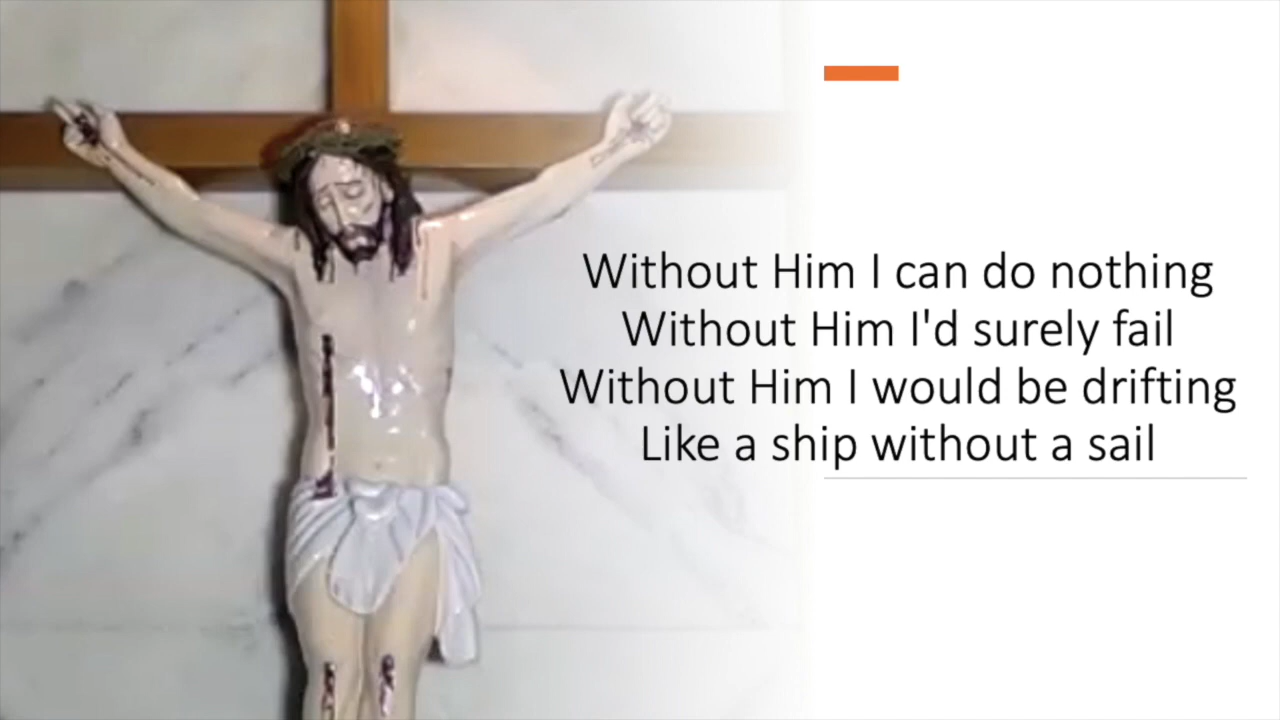 Without Him I can do nothing
Without Him I'd surely fail
Without Him I would be drifting
Like a ship without a sail